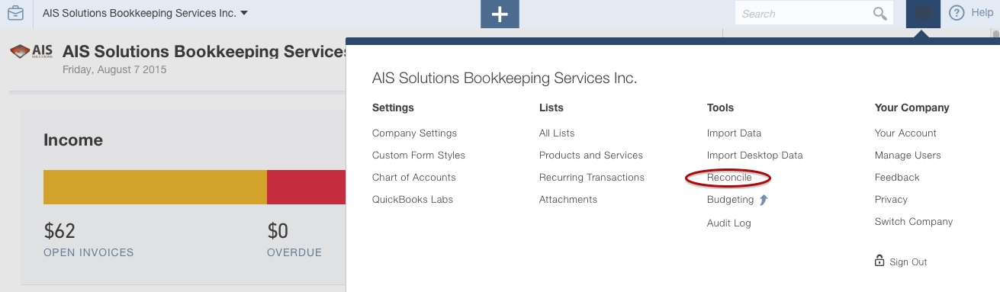 AIS Solutions Bookkeeping Services Inc.
Search
Help
AIS
SOLUTIONS
AIS Solutions Bookkeeping Services
Friday, August 7 2015
Income
$62
OPEN INVOICES
$0
OVERDUE
AIS Solutions Bookkeeping Services Inc.
Settings
Company Settings
Custom Form Styles
Chart of Accounts
QuickBooks Labs
Lists
All Lists
Products and Services
Recurring Transactions
Attachments
Tools
Import Data
Import Desktop Data
Reconcile
Budgeting
Audit Log
Your Company
Your Account
Manage Users
Feedback
Privacy
Switch Company
Sign Out